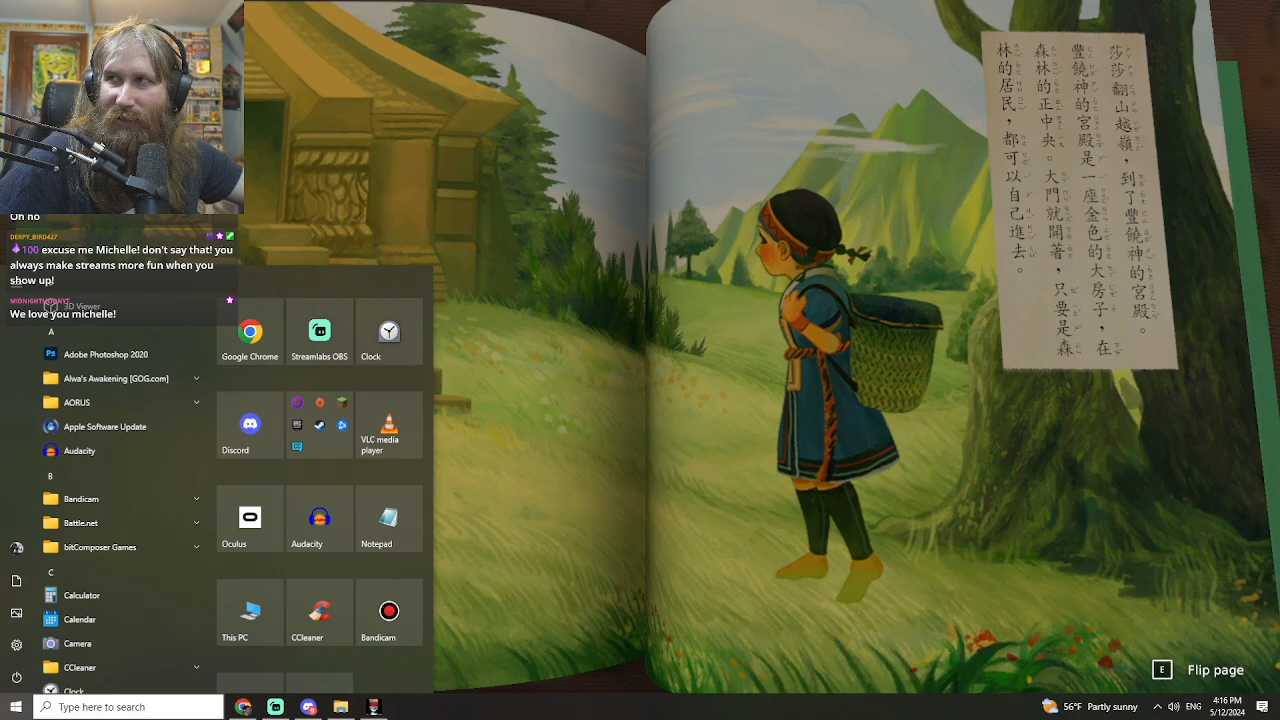 Oh no
DERPY_BIRD427
100 excuse me Michelle! don't say that! you
always make streams more fun when you
show up!
We love you michelle!
3D Viewer
A
Adobe Photoshop 2020
Alwa's Awakening [GOG.com]
AORUS
Apple Software Update
Audacity
B
Bandicam
Battle.net
bitComposer Games
C
Calculator
Calendar
Camera
CCleaner
Clock
Google Chrome
Streamlabs OBS
Clock
Discord
VLC media
player
Oculus
Audacity
Notepad
This PC
CCleaner
Bandicam
莎莎翻山越嶺，到了豐饒神的宮殿。
豐饒神的宮殿是一座金色的大房子，在
森林的正中央。大門就開著，只要是森
林的居民，都可以自己進去。
E
Flip page
Type here to search
56°F Partly sunny
ENG
4:16 PM
5/12/2024